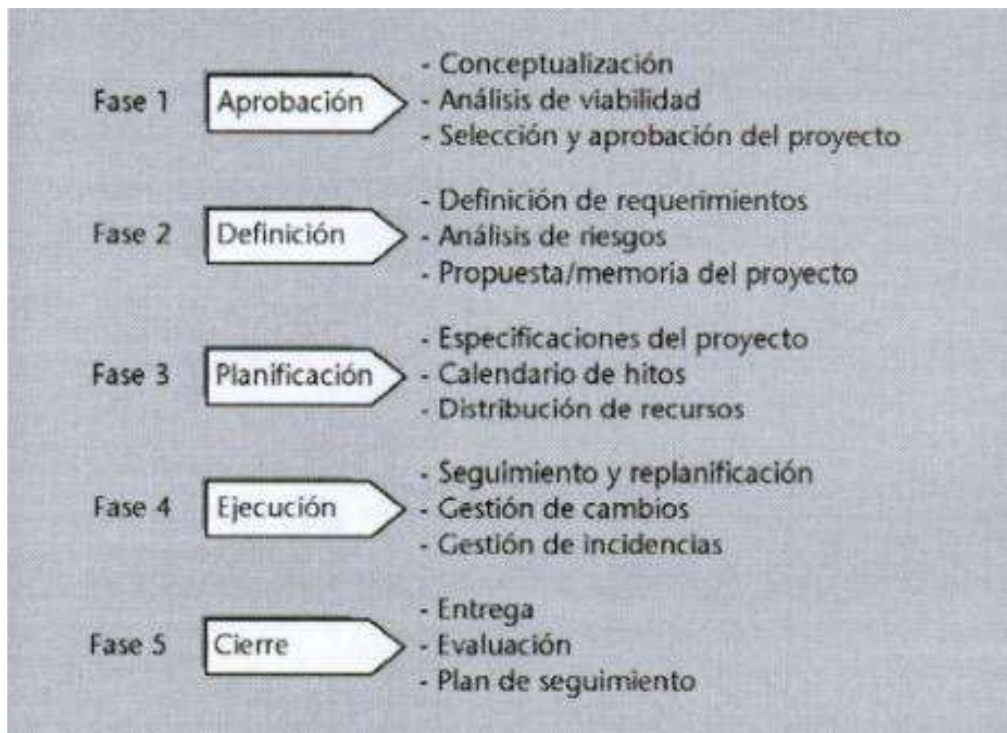 Fase 1 Aprobación
- Conceptualización
- Análisis de viabilidad
- Selección y aprobación del proyecto
Fase 2 Definición
- Definición de requerimientos
- Análisis de riesgos
- Propuesta/memoria del proyecto
Fase 3 Planificación
- Especificaciones del proyecto
- Calendario de hitos
- Distribución de recursos
Fase 4 Ejecución
- Seguimiento y replanificación
- Gestión de cambios
- Gestión de incidencias
Fase 5 Cierre
- Entrega
- Evaluación
- Plan de seguimiento